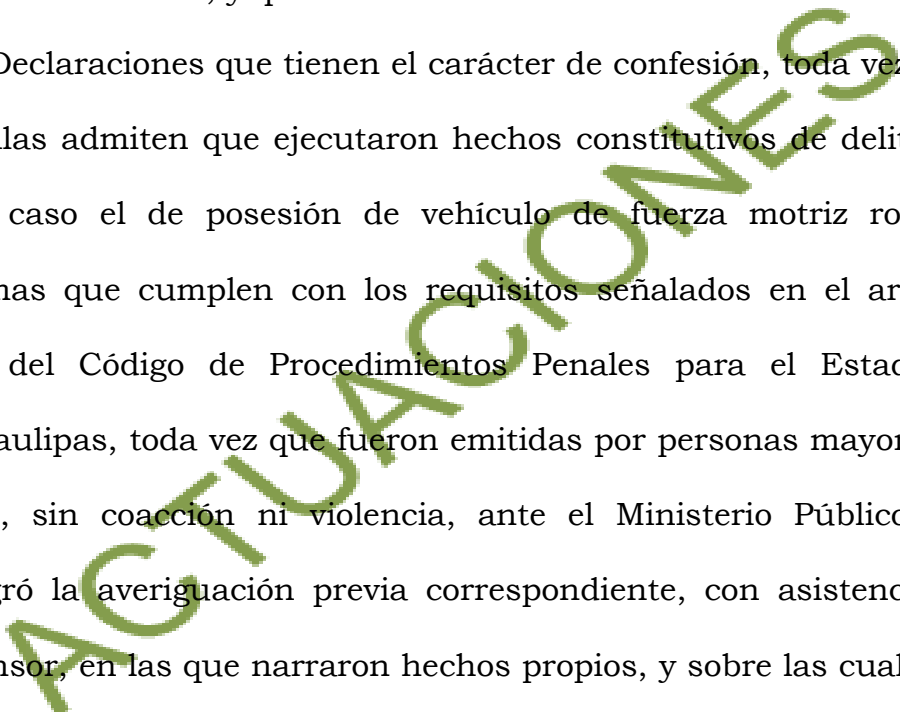 Declaraciones que tienen el carácter de confesión, toda vez
llas admiten que ejecutaron hechos constitutivos de delit
caso el de posesión de vehículo de fuerza motriz ro
mas que cumplen con los requisitos señalados en el ar
del Código de Procedimientos Penales para el Estad
aulipas, toda vez que fueron emitidas por personas mayor
, sin coacción ni violencia, ante el Ministerio Público
gró la averiguación previa correspondiente, con asistenc
nsor, en las que narraron hechos propios, y sobre las cual
ACTUACIONES